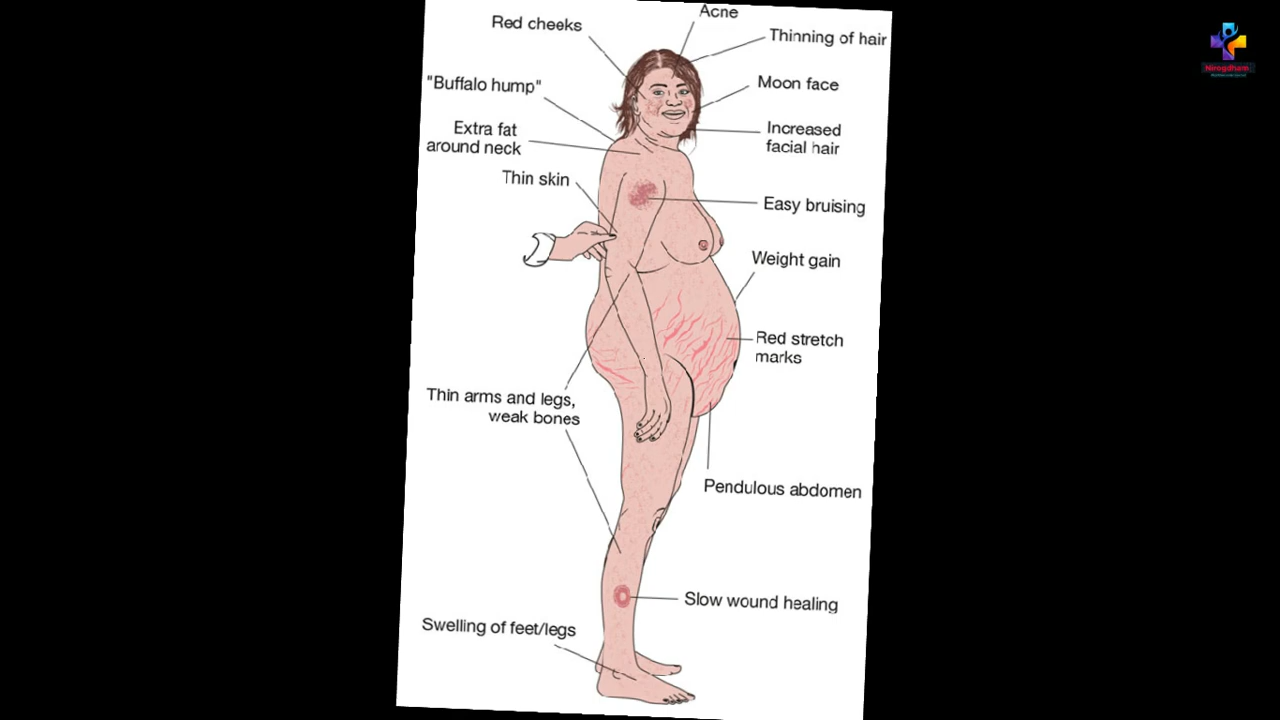 Acne
Red cheeks
Thinning of hair
"Buffalo hump"
Moon face
Extra fat
around neck
Increased
facial hair
Thin skin
Easy bruising
Weight gain
Red stretch
marks
Thin arms and legs,
weak bones
Pendulous abdomen
Slow wound healing
Swelling of feet/legs
Nirogdham